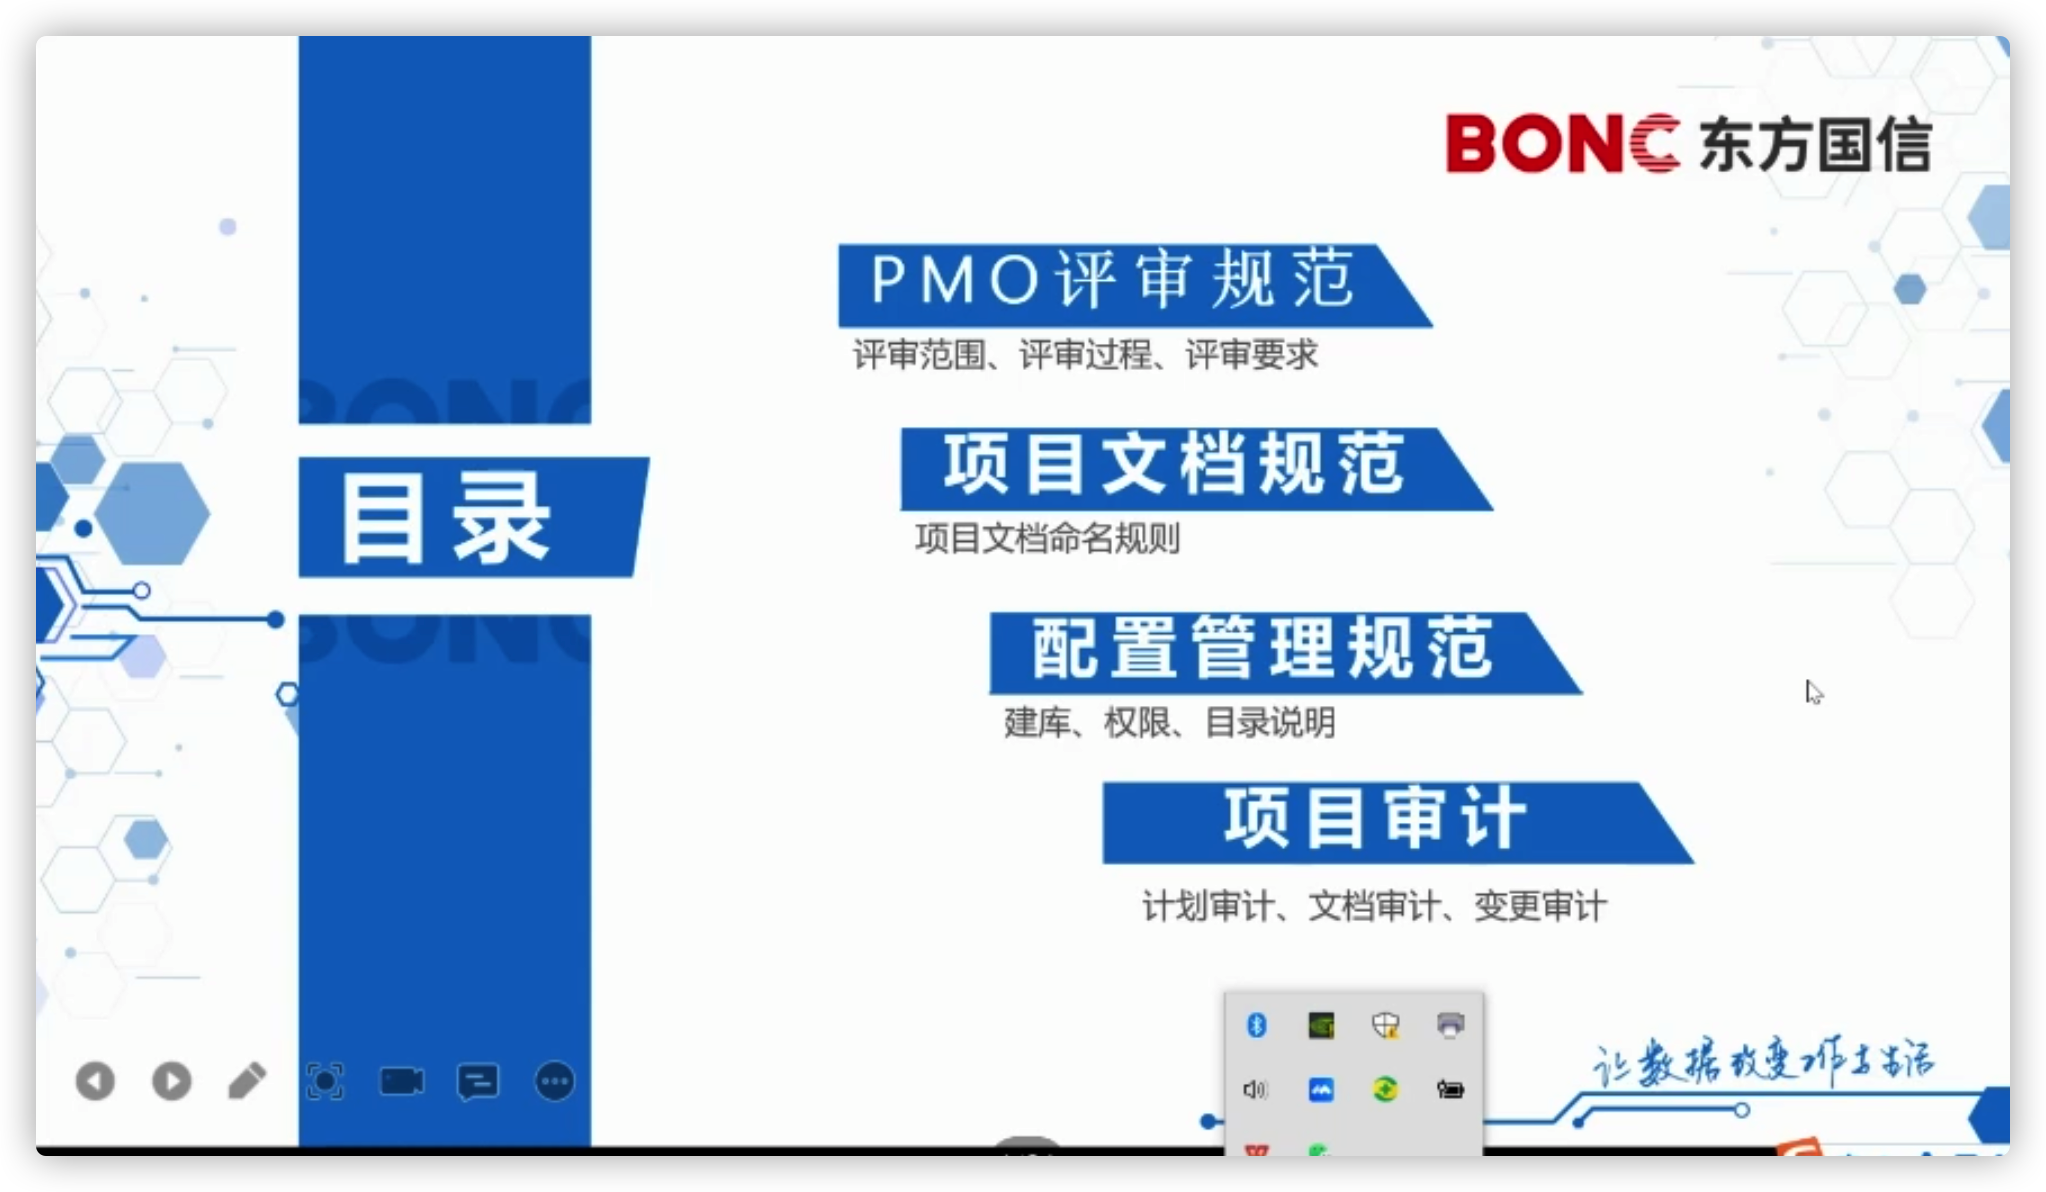 BONC 东方国信
PMO评审规范
评审范围、评审过程、评审要求
项目文档规范
项目文档命名规则
目录
配置管理规范
建库、权限、目录说明
项目审计
计划审计、文档审计、变更审计
让数据改变工作与生活